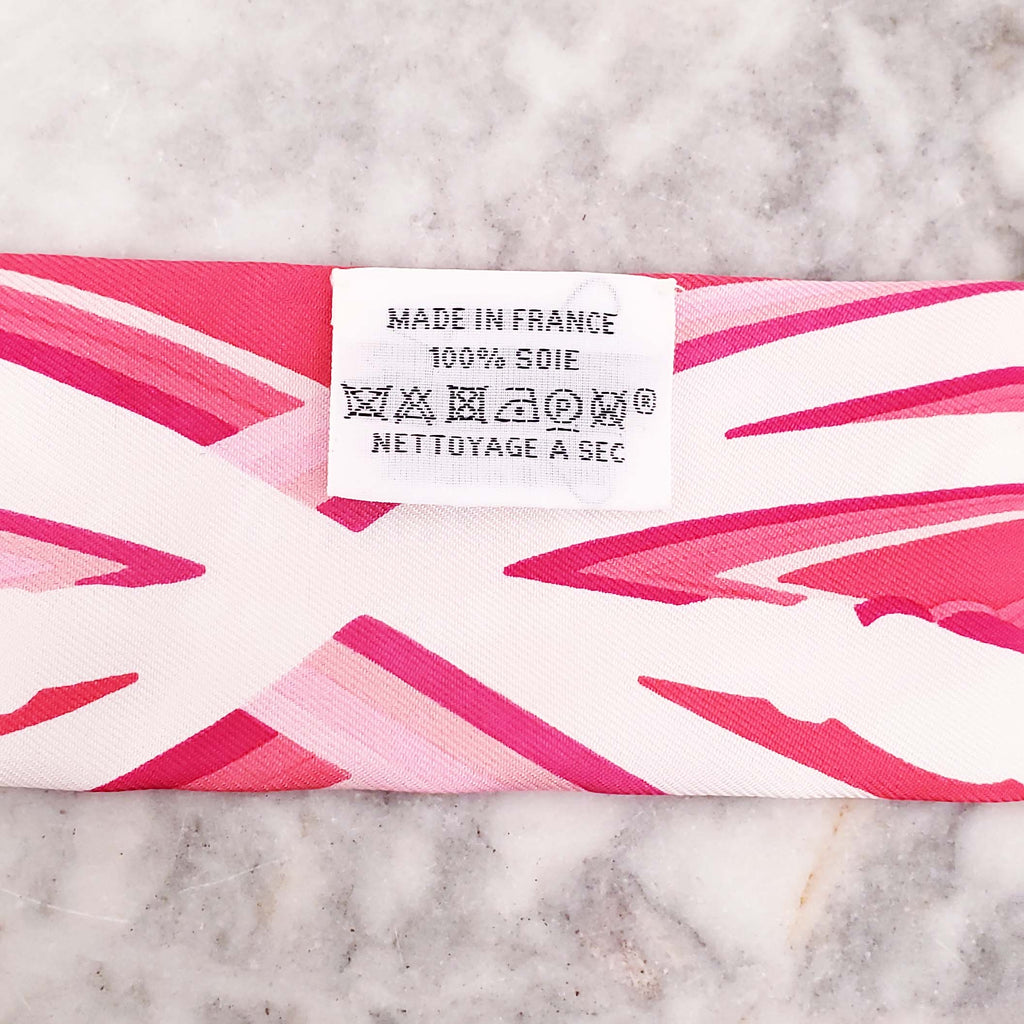 MADE IN FRANCE
100% SOIE
P W ®
NETTOYAGE A SEC